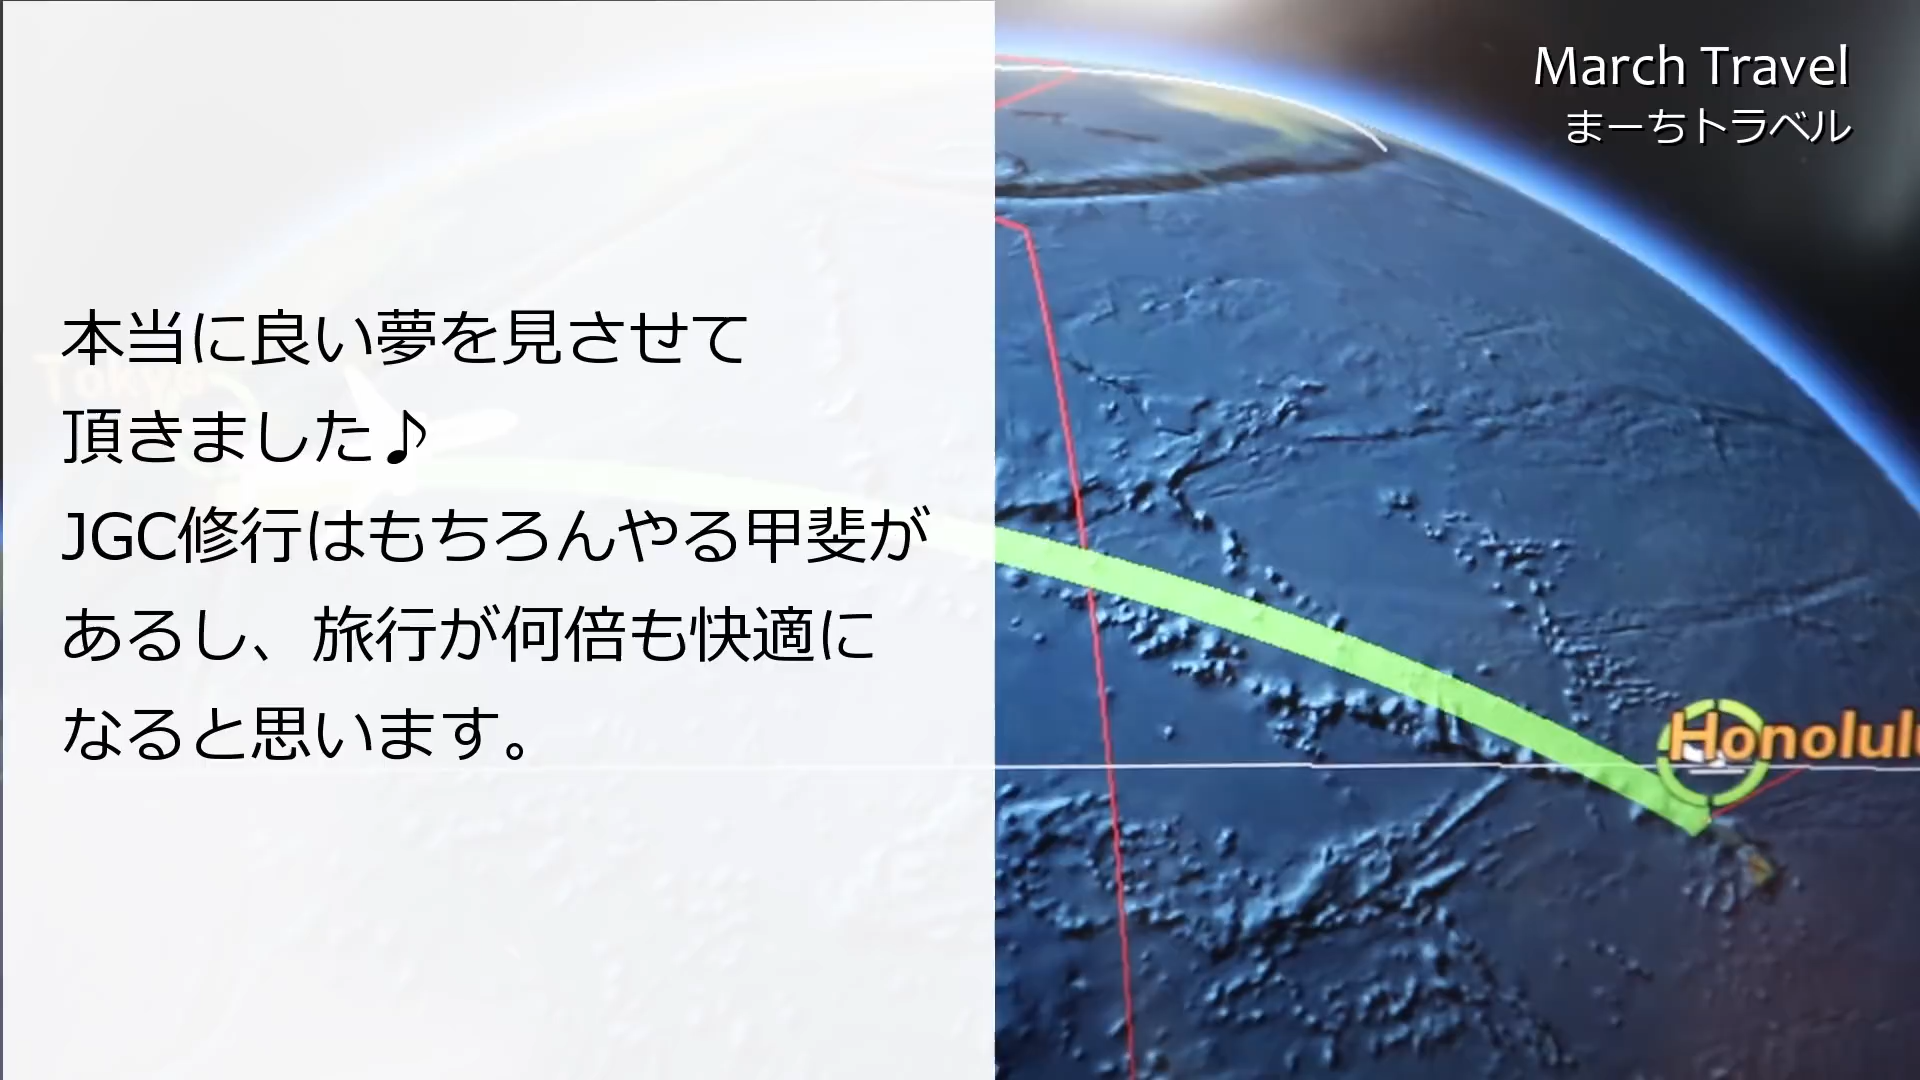 March Travel
まーちトラベル
Tokyo
本当に良い夢を見させて
頂きました♪
JGC修行はもちろんやる甲斐が
あるし、旅行が何倍も快適に
なると思います。
Honolulu